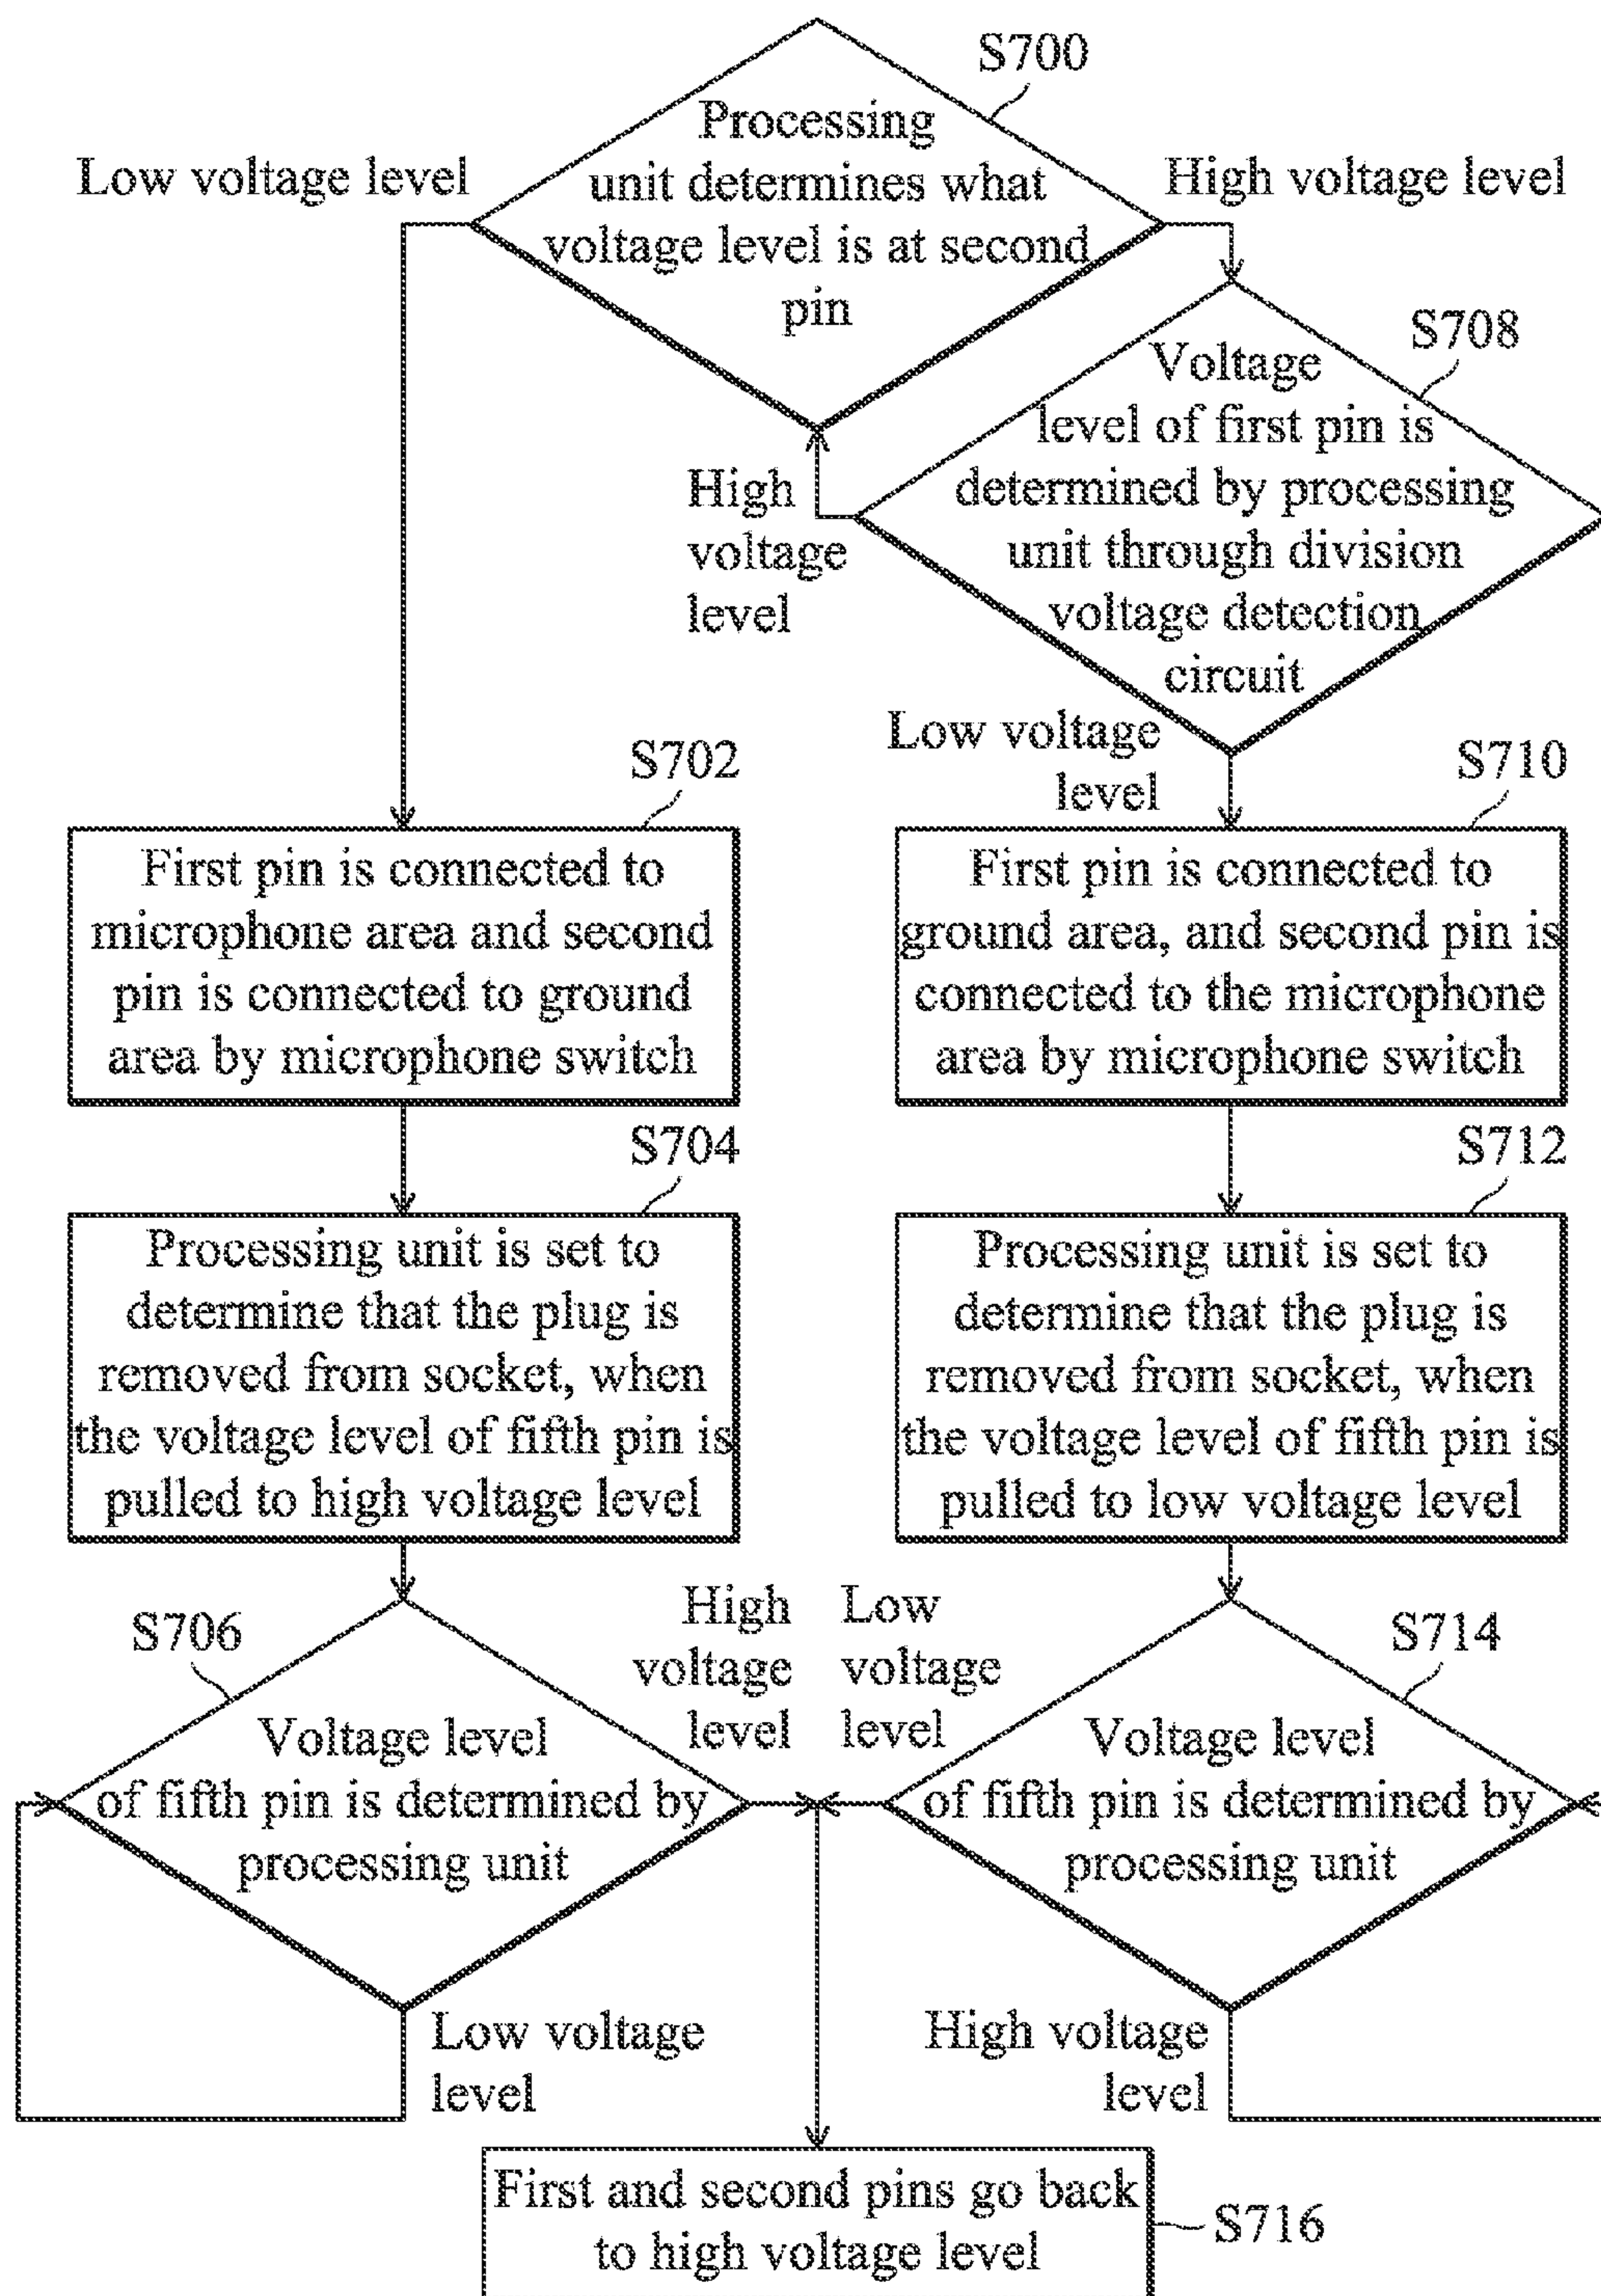 S700
Processing
unit determines what
voltage level is at second
pin
Low voltage level
High voltage level
S708
Voltage
level of first pin is
determined by processing
unit through division
voltage detection
circuit
High
voltage
level
Low voltage
level
S702
First pin is connected to
microphone area and second
pin is connected to ground
area by microphone switch
S710
First pin is connected to
ground area, and second pin is
connected to the microphone
area by microphone switch
S704
Processing unit is set to
determine that the plug is
removed from socket, when
the voltage level of fifth pin is
pulled to high voltage level
S712
Processing unit is set to
determine that the plug is
removed from socket, when
the voltage level of fifth pin is
pulled to low voltage level
S706
Voltage level
of fifth pin is determined by
processing unit
High
voltage
level
Low
voltage
level
S714
Voltage level
of fifth pin is determined by
processing unit
Low voltage
level
High voltage
level
First and second pins go back
to high voltage level
S716